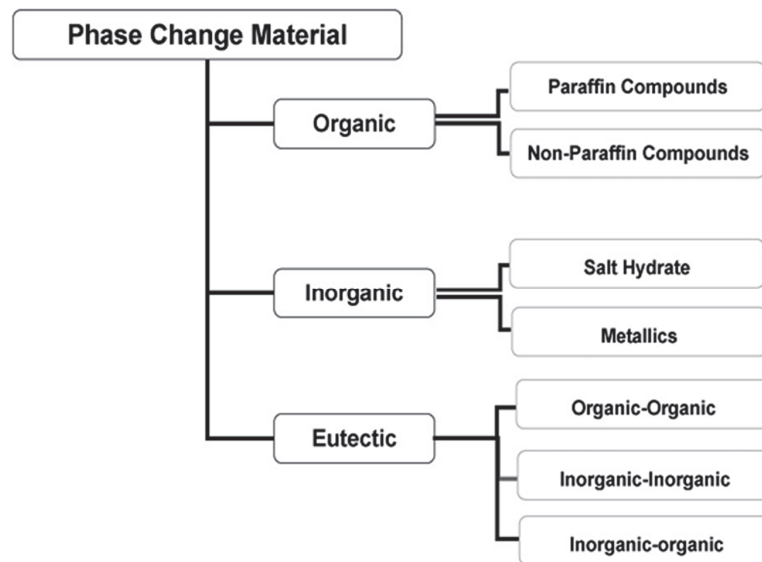 Phase Change Material
Organic
Paraffin Compounds
Non-Paraffin Compounds
Inorganic
Salt Hydrate
Metallics
Eutectic
Organic-Organic
Inorganic-Inorganic
Inorganic-organic